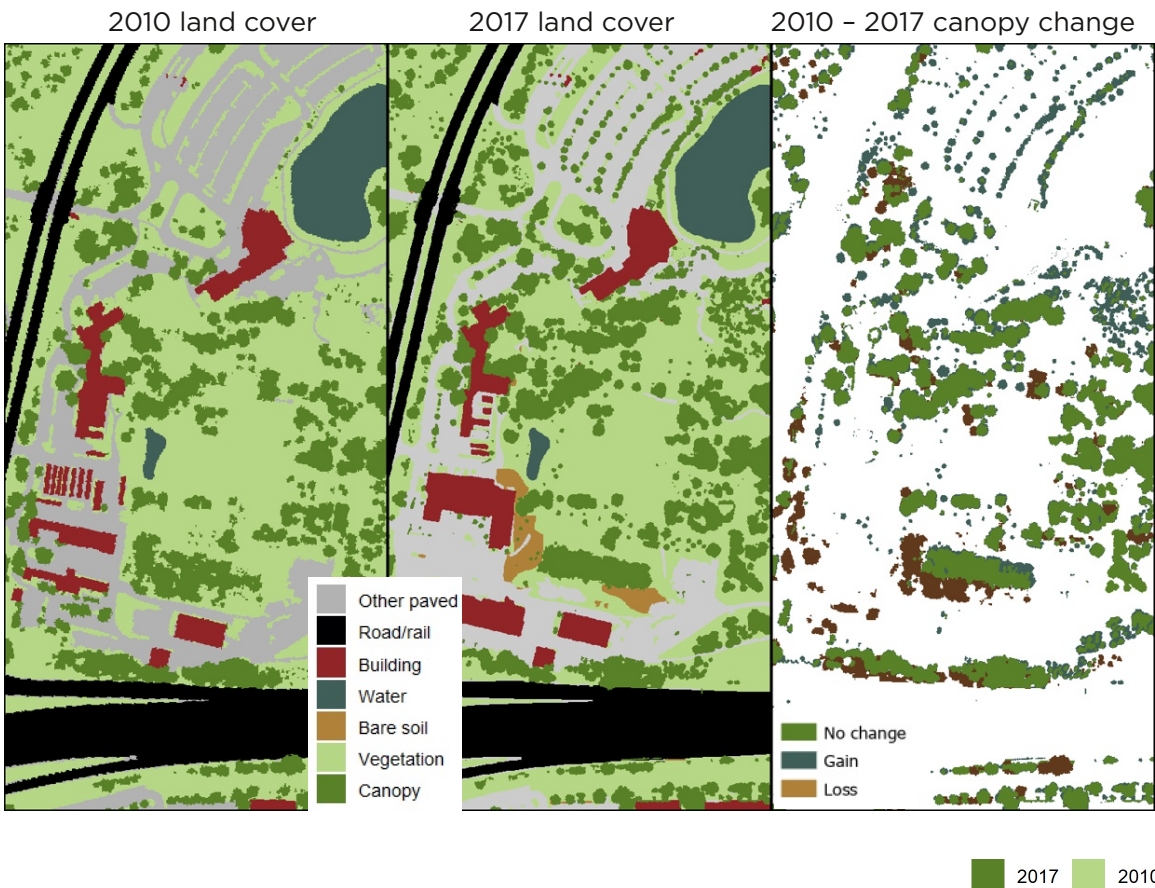 2010 land cover
2017 land cover
2010 – 2017 canopy change
Other paved
Road/rail
Building
Water
Bare soil
Vegetation
Canopy
No change
Gain
Loss
2017